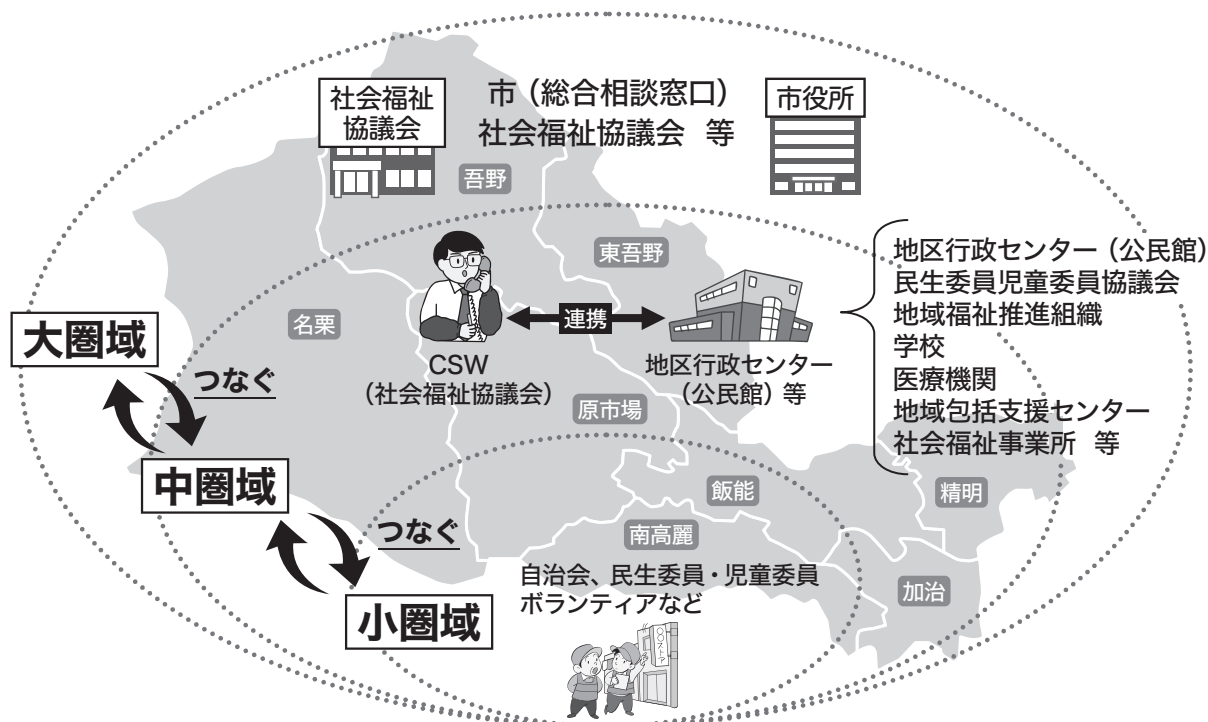 社会福祉
協議会
市（総合相談窓口）
社会福祉協議会 等
市役所
吾野
東吾野
名栗
連携
CSW
（社会福祉協議会）
地区行政センター
（公民館）等
地区行政センター（公民館）
民生委員児童委員協議会
地域福祉推進組織
学校
医療機関
地域包括支援センター
社会福祉事業所 等
大圏域
つなぐ
中圏域
つなぐ
小圏域
原市場
飯能
精明
南高麗
加治
自治会、民生委員・児童委員
ボランティアなど
○○ストア